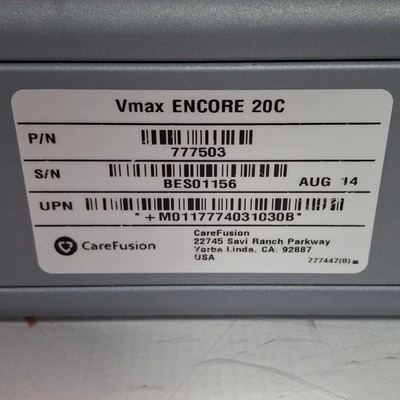 Vmax ENCORE 20C
P/N
777503
S/N
BES01156 AUG 14
UPN
*+M0117774031030B*
CareFusion
CareFusion
22745 Savi Ranch Parkway
Yorba Linda, CA. 92887
USA
777447(B)